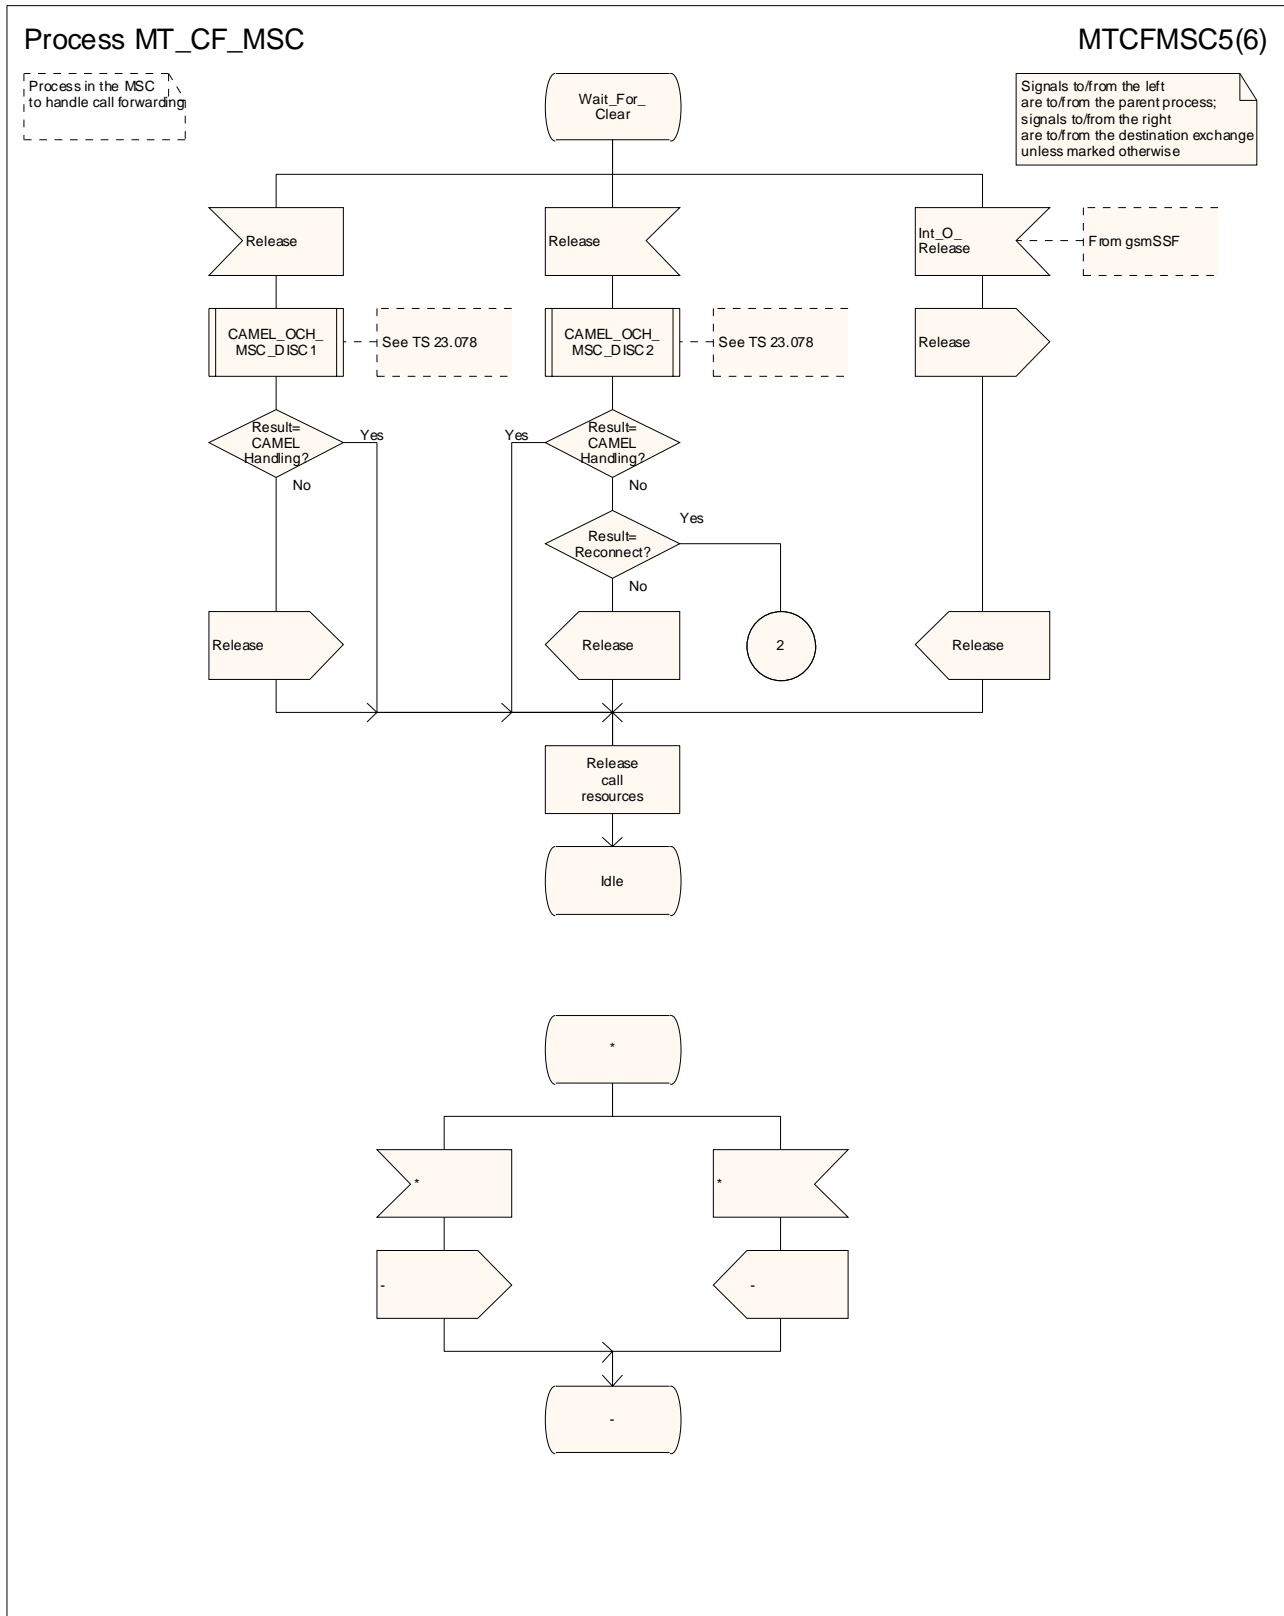 Process MT_CF_MSC
MTCFMSC5(6)
Process in the MSC
to handle call forwarding
Signals to/from the left
are to/from the parent process;
signals to/from the right
are to/from the destination exchange
unless marked otherwise
Wait_For_
Clear
Release
Release
Int_O_
Release
From gsmSSF
CAMEL_OCH_
MSC_DISC1
See TS 23.078
CAMEL_OCH_
MSC_DISC2
See TS 23.078
Release
Result=
CAMEL
Handling?
Yes
No
Yes
Result=
CAMEL
Handling?
No
Result=
Reconnect?
Yes
No
Release
Release
2
Release
Release
call
resources
Idle
*
*
*
-
-
-